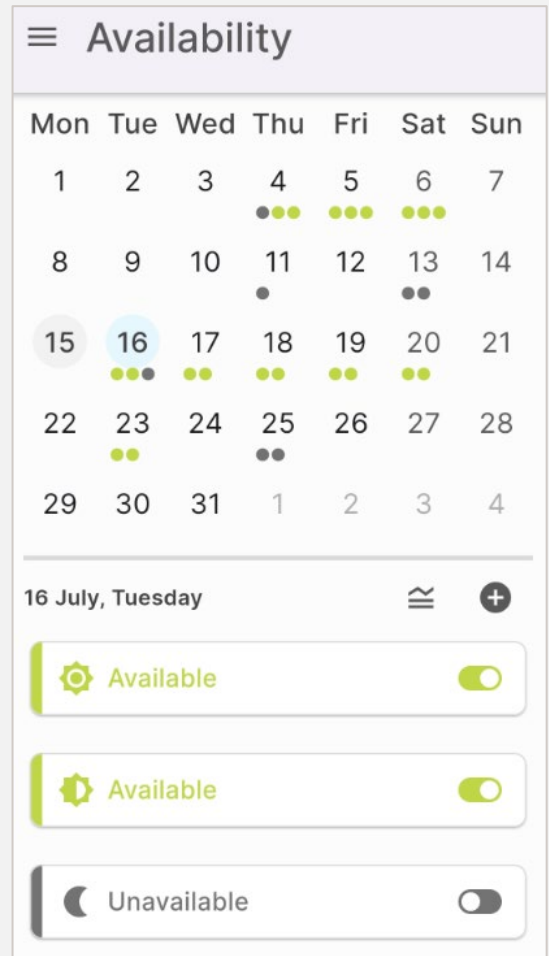 Availability
Mon Tue Wed Thu Fri Sat Sun
1 2 3 4 5 6 7
8 9 10 11 12 13 14
15 16 17 18 19 20 21
22 23 24 25 26 27 28
29 30 31 1 2 3 4
16 July, Tuesday
Available
Available
Unavailable